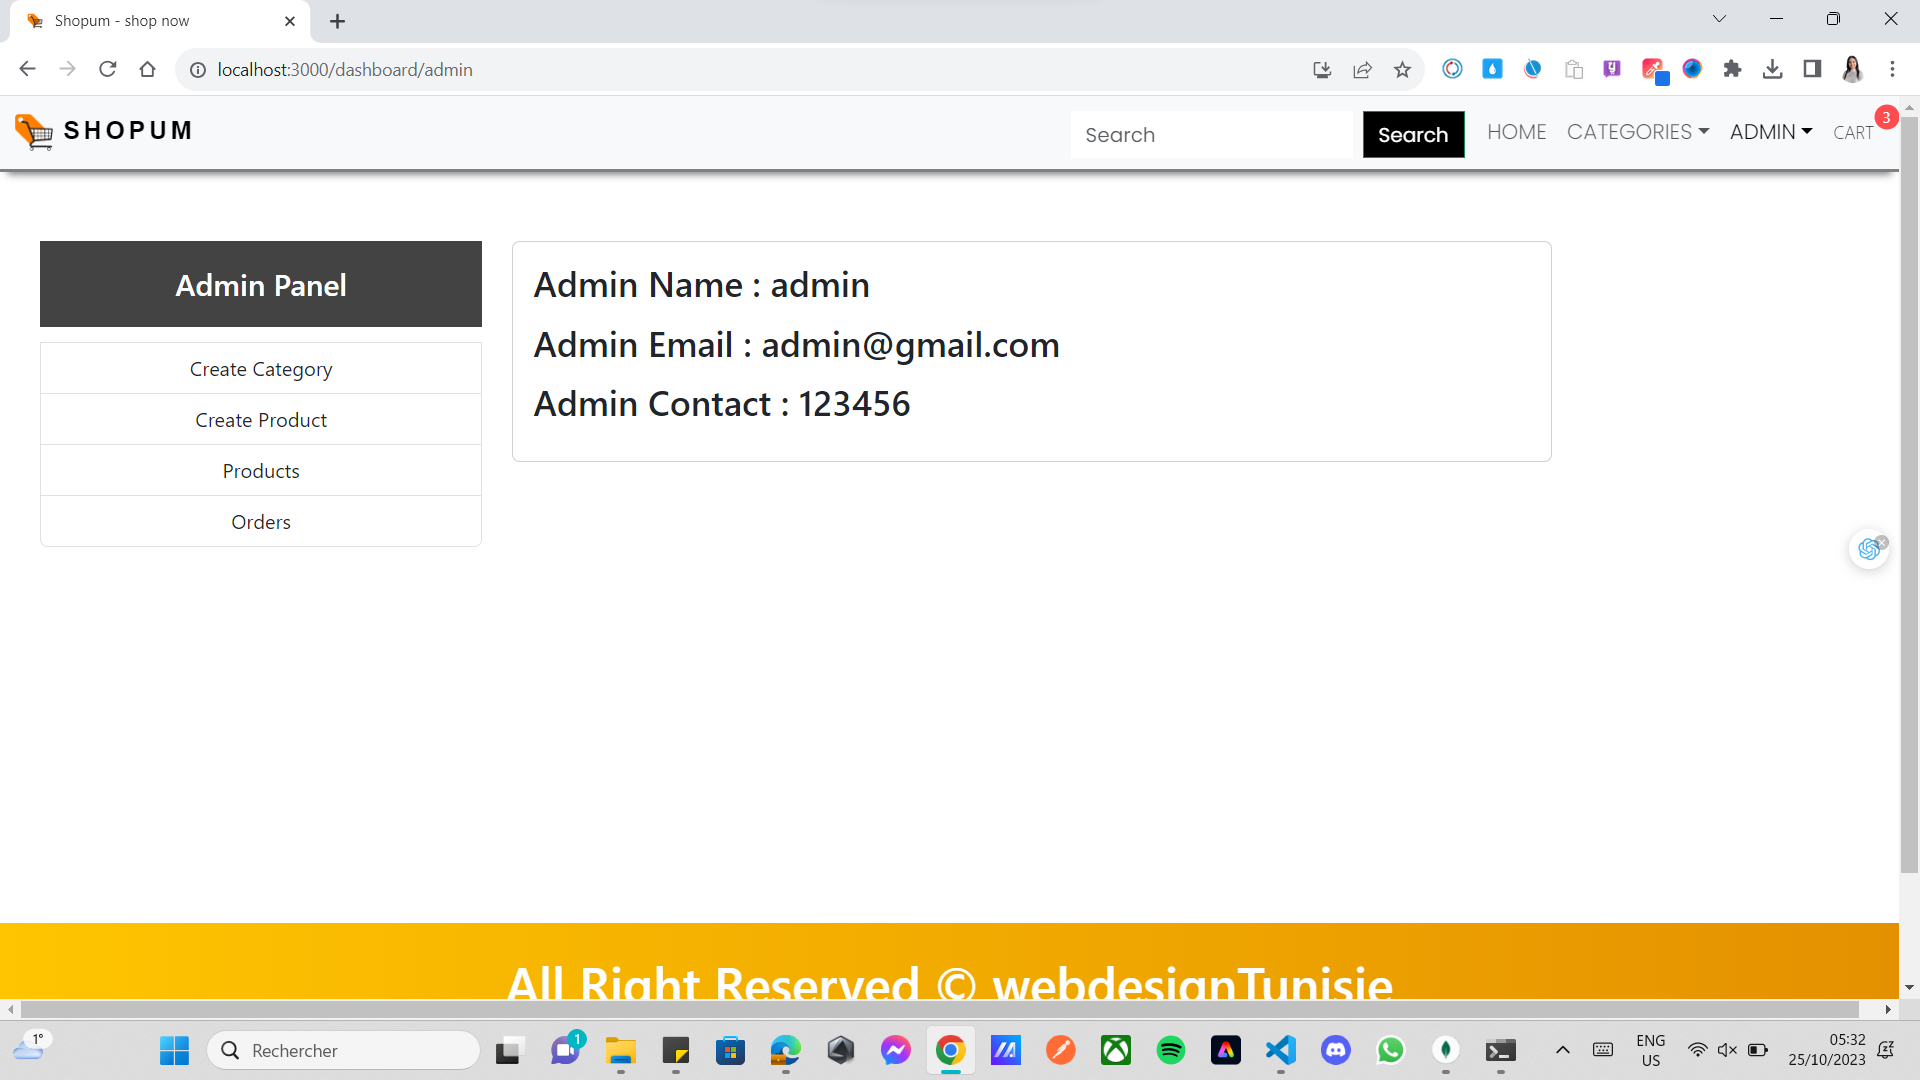 Shopum - shop now
localhost:3000/dashboard/admin
SHOPUM
Search
Search
HOME
CATEGORIES
ADMIN
CART
3
Admin Panel
Create Category
Create Product
Products
Orders
Admin Name : admin
Admin Email : admin@gmail.com
Admin Contact : 123456
All Right Reserved © webdesignTunisie
1°
Rechercher
1
ENG
US
05:32
25/10/2023